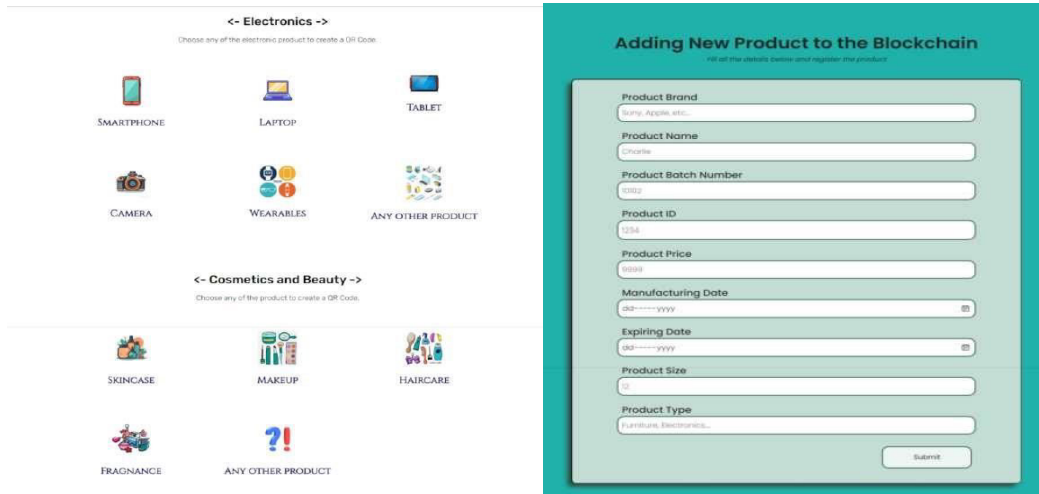 <- Electronics ->
Choose any of the electronic product to create a QR Code.
SMARTPHONE
LAPTOP
TABLET
CAMERA
WEARABLES
ANY OTHER PRODUCT
<- Cosmetics and Beauty ->
Choose any of the product to create a QR Code.
SKINCASE
MAKEUP
HAIRCARE
FRAGNANCE
ANY OTHER PRODUCT
Adding New Product to the Blockchain
Fill all the details below and register the product
Product Brand
Sony, Apple, etc..
Product Name
Charlie
Product Batch Number
10102
Product ID
1234
Product Price
9999
Manufacturing Date
dd-----yyyy
Expiring Date
dd-----yyyy
Product Size
12
Product Type
Furniture, Electronics,..
Submit